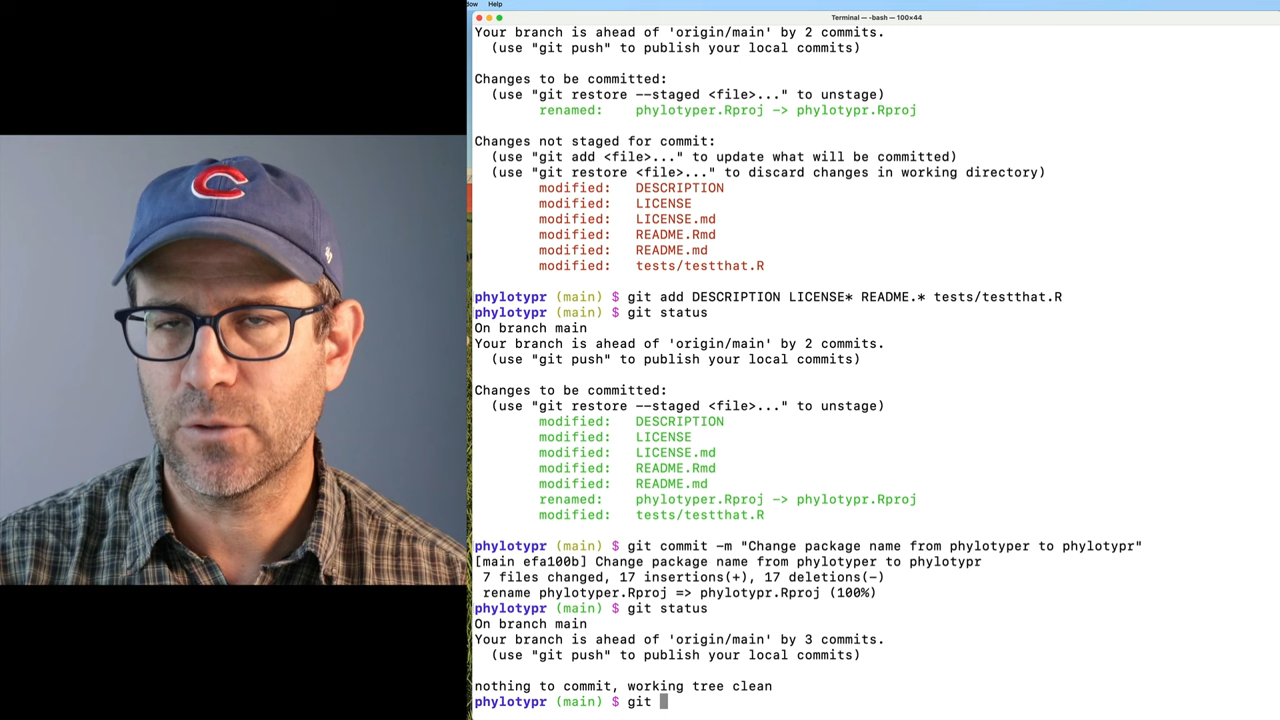 dow Help
Terminal — -bash — 100×44
Your branch is ahead of 'origin/main' by 2 commits.
(use "git push" to publish your local commits)
Changes to be committed:
(use "git restore --staged <file>..." to unstage)
renamed: phylotyper.Rproj -> phylotypr.Rproj
Changes not staged for commit:
(use "git add <file>..." to update what will be committed)
(use "git restore <file>..." to discard changes in working directory)
modified: DESCRIPTION
modified: LICENSE
modified: LICENSE.md
modified: README.Rmd
modified: README.md
modified: tests/testthat.R
phylotypr (main) $ git add DESCRIPTION LICENSE* README.* tests/testthat.R
phylotypr (main) $ git status
On branch main
Your branch is ahead of 'origin/main' by 2 commits.
(use "git push" to publish your local commits)
Changes to be committed:
(use "git restore --staged <file>..." to unstage)
modified: DESCRIPTION
modified: LICENSE
modified: LICENSE.md
modified: README.Rmd
modified: README.md
renamed: phylotyper.Rproj -> phylotypr.Rproj
modified: tests/testthat.R
phylotypr (main) $ git commit -m "Change package name from phylotyper to phylotypr"
[main efa100b] Change package name from phylotyper to phylotypr
7 files changed, 17 insertions(+), 17 deletions(-)
rename phylotyper.Rproj => phylotypr.Rproj (100%)
phylotypr (main) $ git status
On branch main
Your branch is ahead of 'origin/main' by 3 commits.
(use "git push" to publish your local commits)
nothing to commit, working tree clean
phylotypr (main) $ git
C